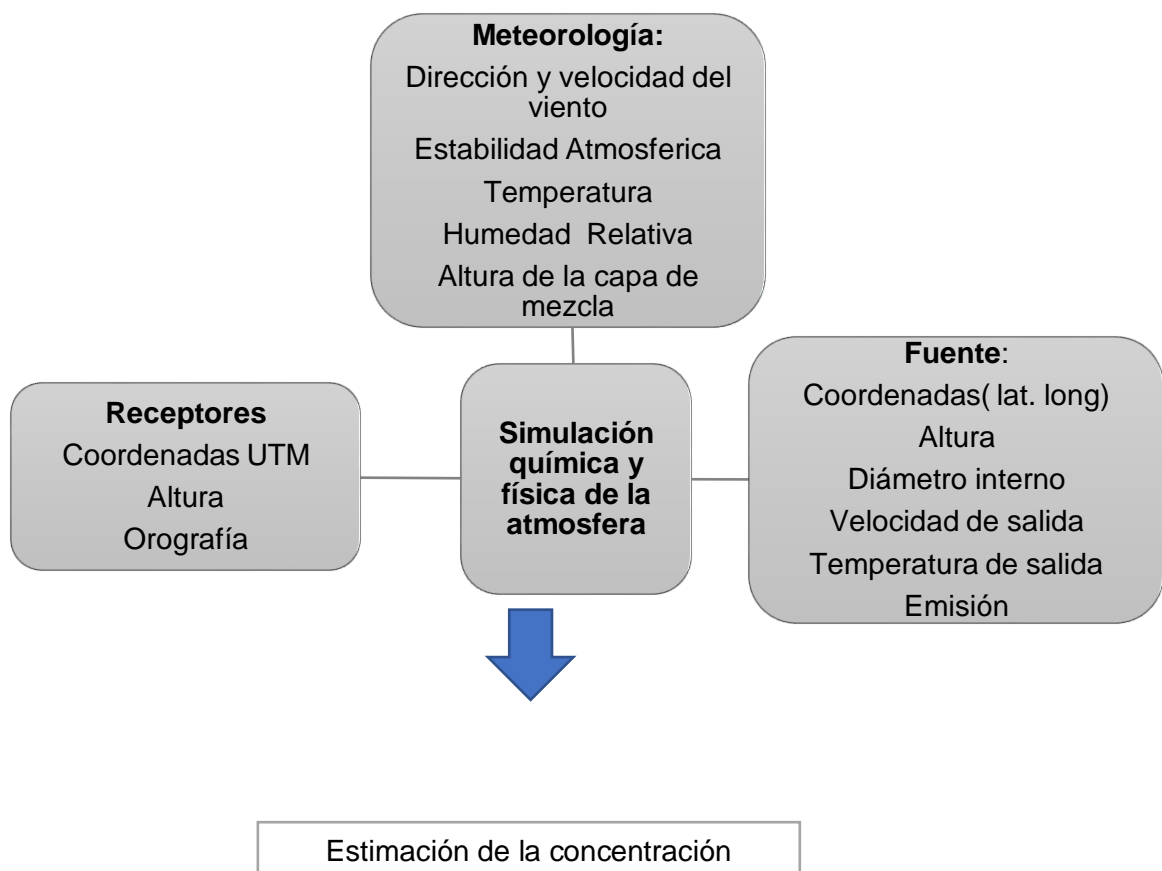 Meteorología:
Dirección y velocidad del
viento
Estabilidad Atmosferica
Temperatura
Humedad Relativa
Altura de la capa de
mezcla
Receptores
Coordenadas UTM
Altura
Orografía
Simulación
química y
física de la
atmosfera
Fuente:
Coordenadas( lat. long)
Altura
Diámetro interno
Velocidad de salida
Temperatura de salida
Emisión
Estimación de la concentración